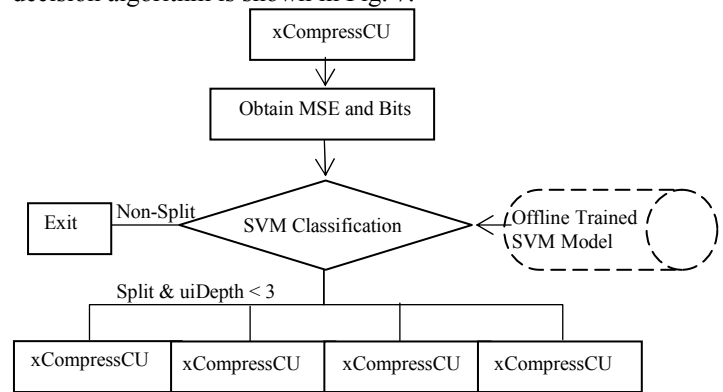 decision algorithm is shown in Fig. 7.
xCompressCU
Obtain MSE and Bits
Exit
Non-Split
SVM Classification
Offline Trained
SVM Model
Split & uiDepth < 3
xCompressCU
xCompressCU
xCompressCU
xCompressCU